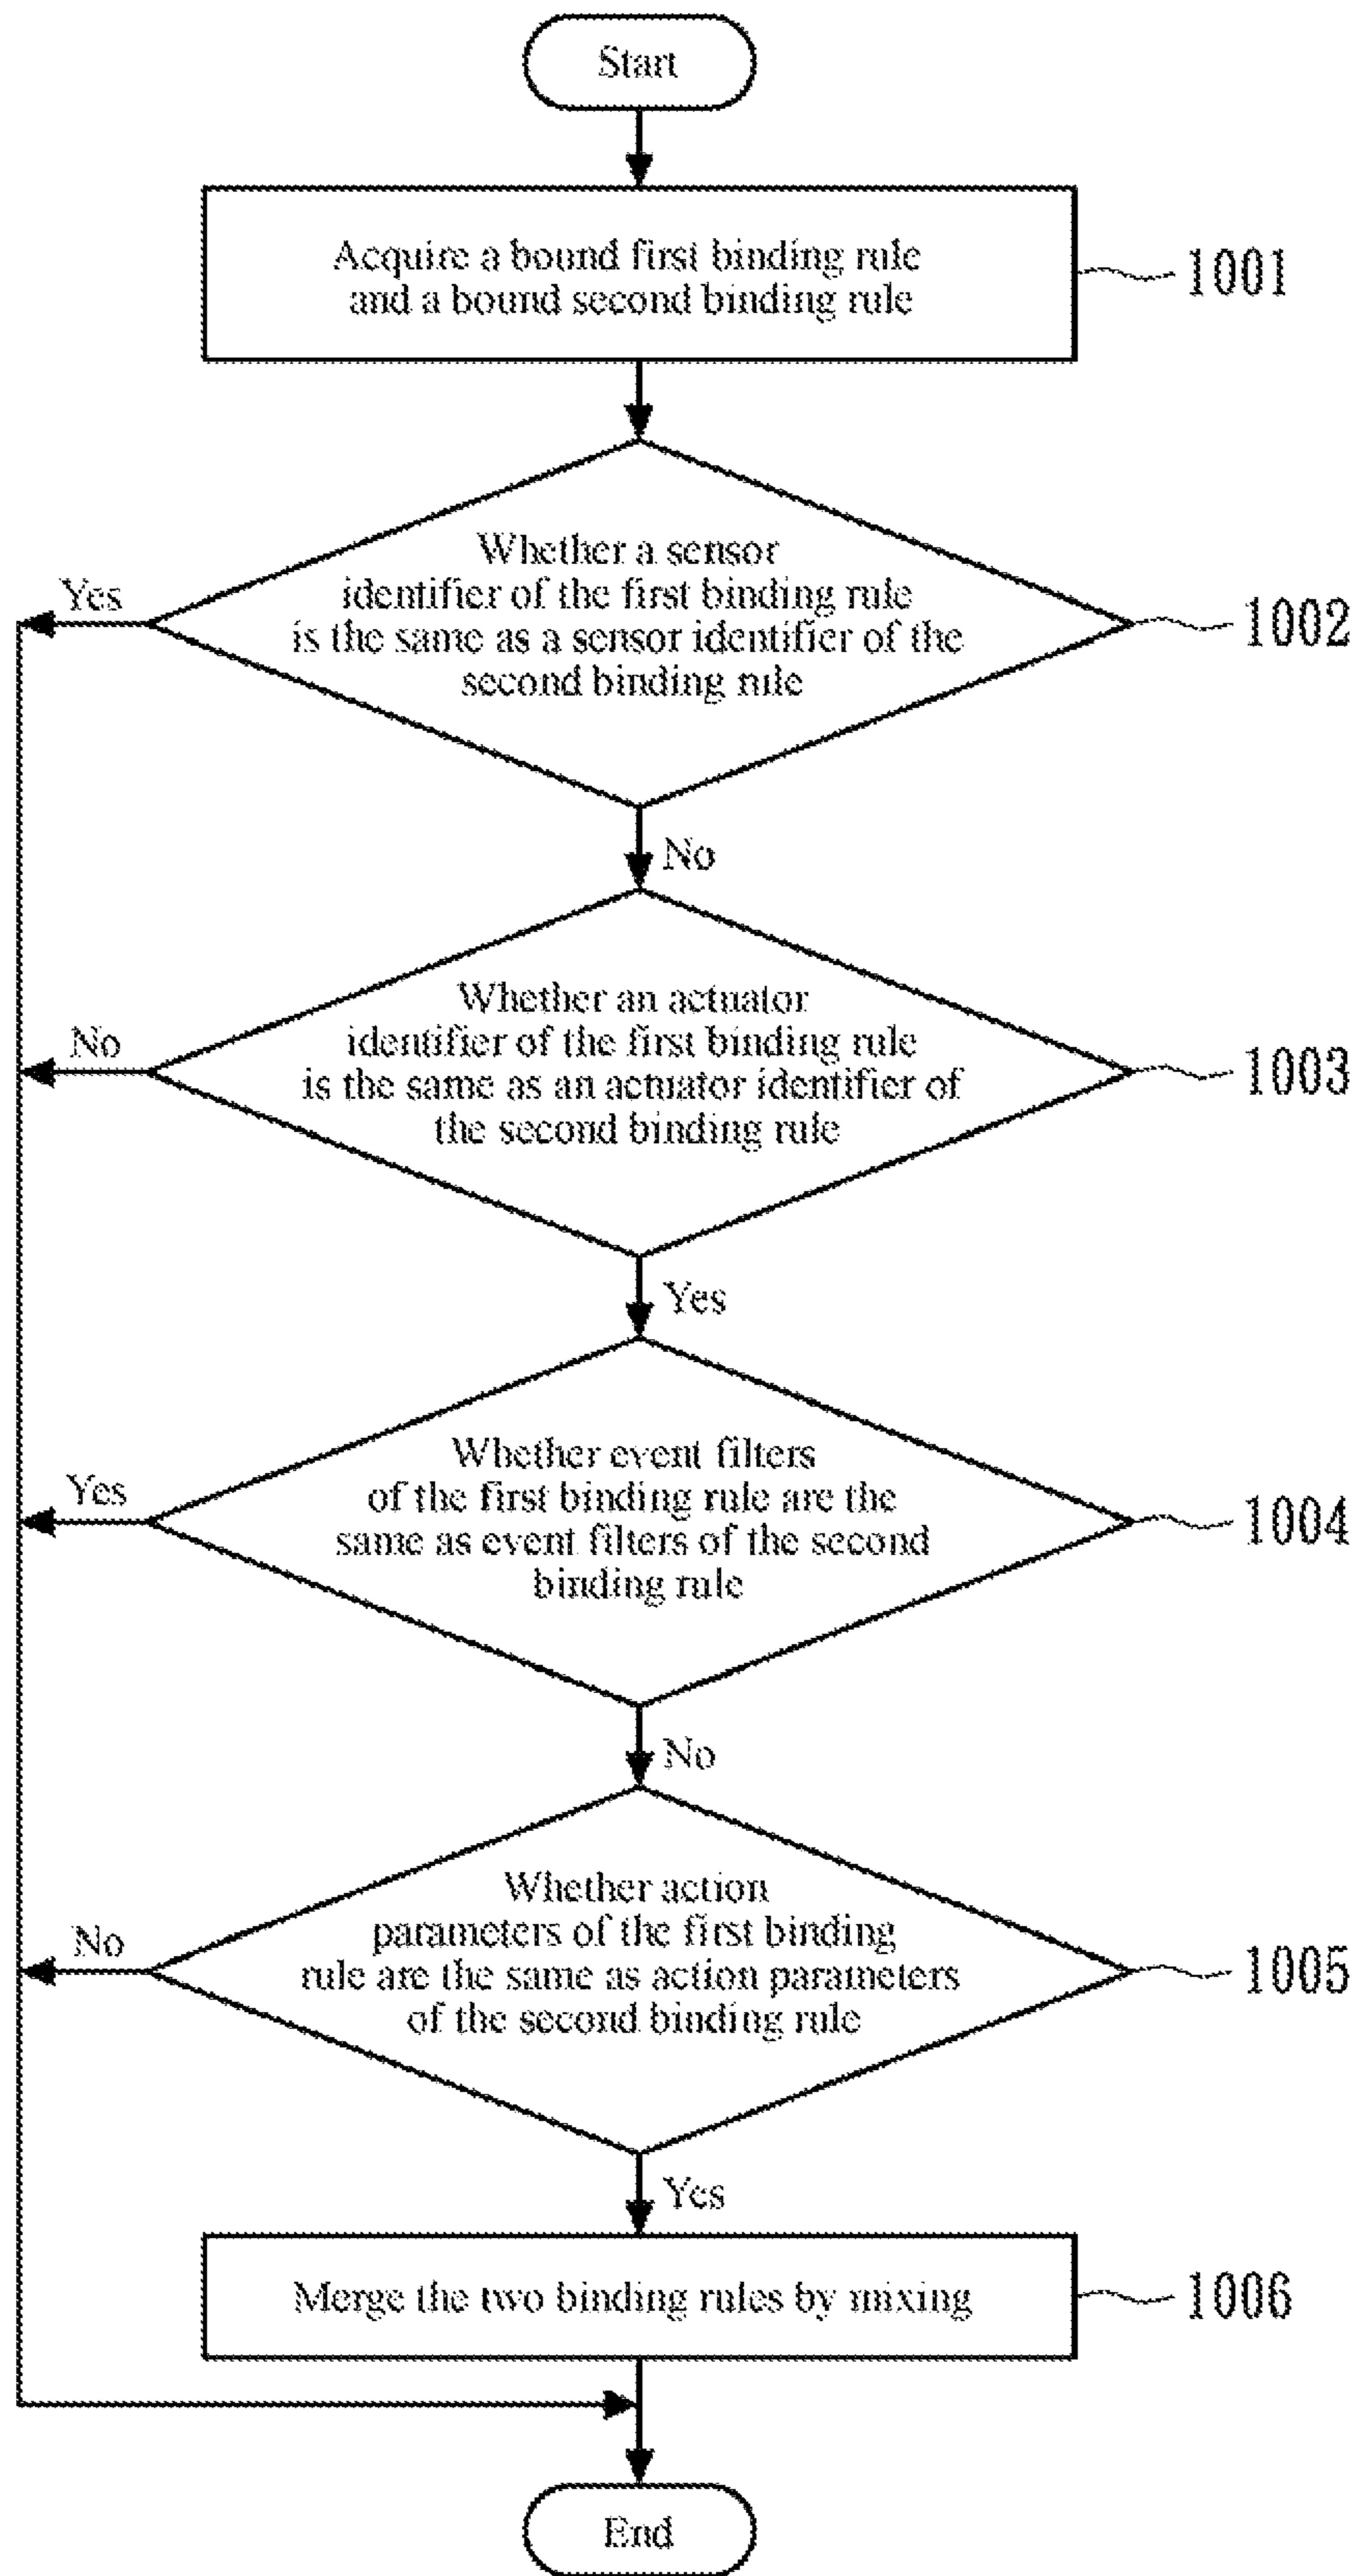 Start
Acquire a bound first binding rule
and a bound second binding rule
1001
Whether a sensor
identifier of the first binding rule
is the same as a sensor identifier of the
second binding rule
Yes
1002
No
Whether an actuator
identifier of the first binding rule
is the same as an actuator identifier of
the second binding rule
No
1003
Yes
Whether event filters
of the first binding rule are the
same as event filters of the second
binding rule
Yes
1004
No
Whether action
parameters of the first binding
rule are the same as action parameters
of the second binding rule
No
1005
Yes
Merge the two binding rules by mixing
1006
End